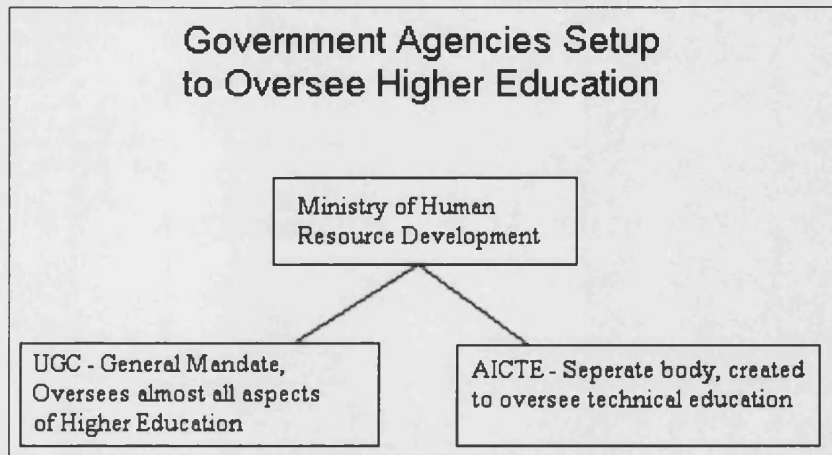 Government Agencies Setup
to Oversee Higher Education
Ministry of Human
Resource Development
UGC - General Mandate,
Oversees almost all aspects
of Higher Education
AICTE - Seperate body, created
to oversee technical education